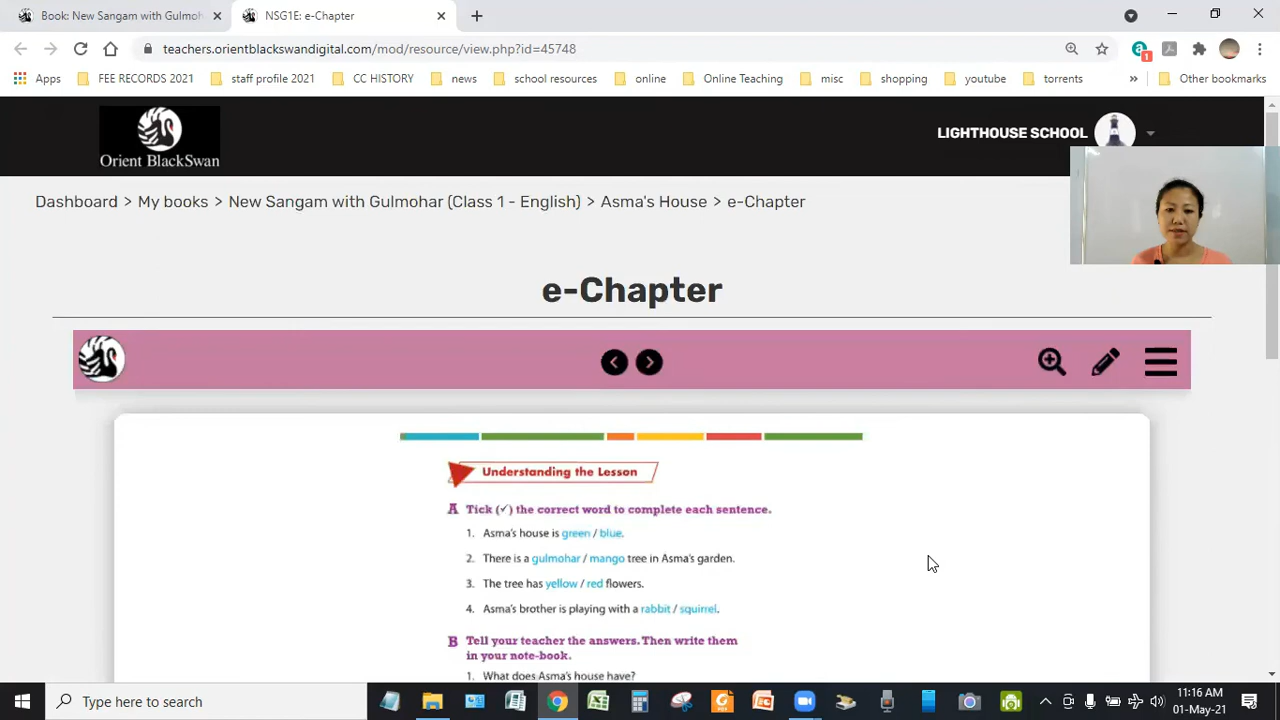 Book: New Sangam with Gulmoh
NSG1E: e-Chapter
teachers.orientblackswandigital.com/mod/resource/view.php?id=45748
Apps
FEE RECORDS 2021
staff profile 2021
CC HISTORY
news
school resources
online
Online Teaching
misc
shopping
youtube
torrents
Other bookmarks
1
Orient BlackSwan
LIGHTHOUSE SCHOOL
Dashboard > My books > New Sangam with Gulmohar (Class 1 - English) > Asma's House > e-Chapter
e-Chapter
Understanding the Lesson
A Tick (✓) the correct word to complete each sentence.
1. Asma's house is green / blue.
2. There is a gulmohar / mango tree in Asma's garden.
3. The tree has yellow / red flowers.
4. Asma's brother is playing with a rabbit / squirrel.
B Tell your teacher the answers. Then write them
in your note-book.
1. What does Asma's house have?
Type here to search
11:16 AM
01-May-21